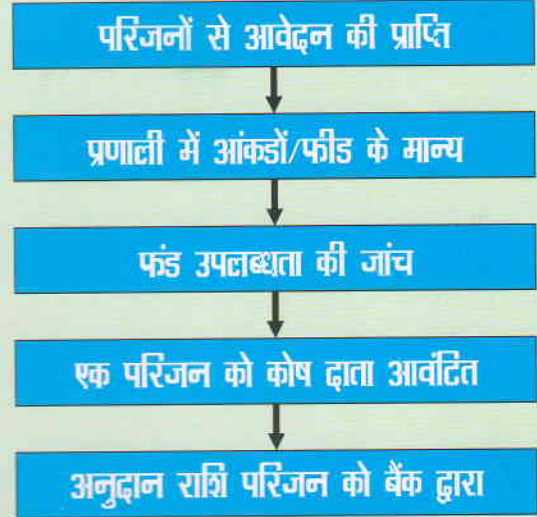 परिजनों से आवेदन की प्राप्ति
प्रणाली में आंकडों/फीड के मान्य
फंड उपलब्धता की जांच
एक परिजन को कोष दाता आवंटित
अनुदान राशि परिजन को बैंक द्वारा